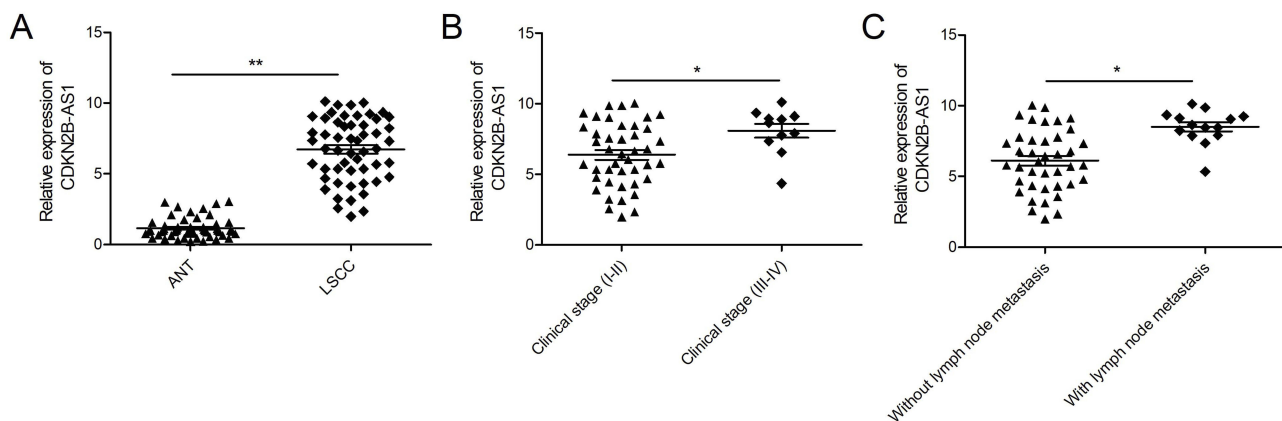 A
Relative expression of
CDKN2B-AS1
15
10
5
0
**
ANT
LSCC
B
Relative expression of
CDKN2B-AS1
15
10
5
0
*
Clinical stage (I-II)
Clinical stage (III-IV)
C
Relative expression of
CDKN2B-AS1
15
10
5
0
*
Without lymph node metastasis
With lymph node metastasis